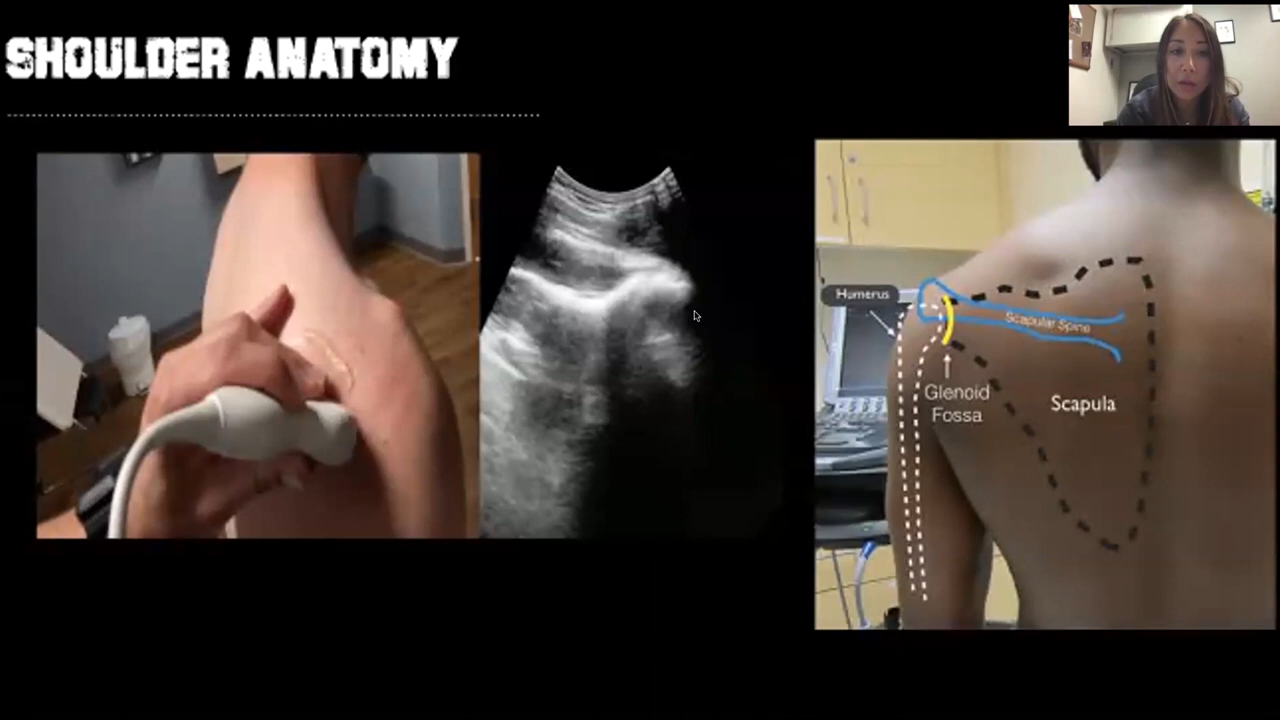 SHOULDER ANATOMY
Humerus
Scapular Spine
Glenoid
Fossa
Scapula